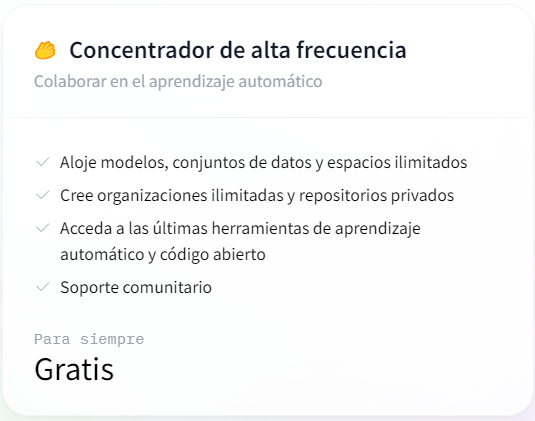 Concentrador de alta frecuencia
Colaborar en el aprendizaje automático
Aloje modelos, conjuntos de datos y espacios ilimitados
Cree organizaciones ilimitadas y repositorios privados
Acceda a las últimas herramientas de aprendizaje
automático y código abierto
Soporte comunitario
Para siempre
Gratis